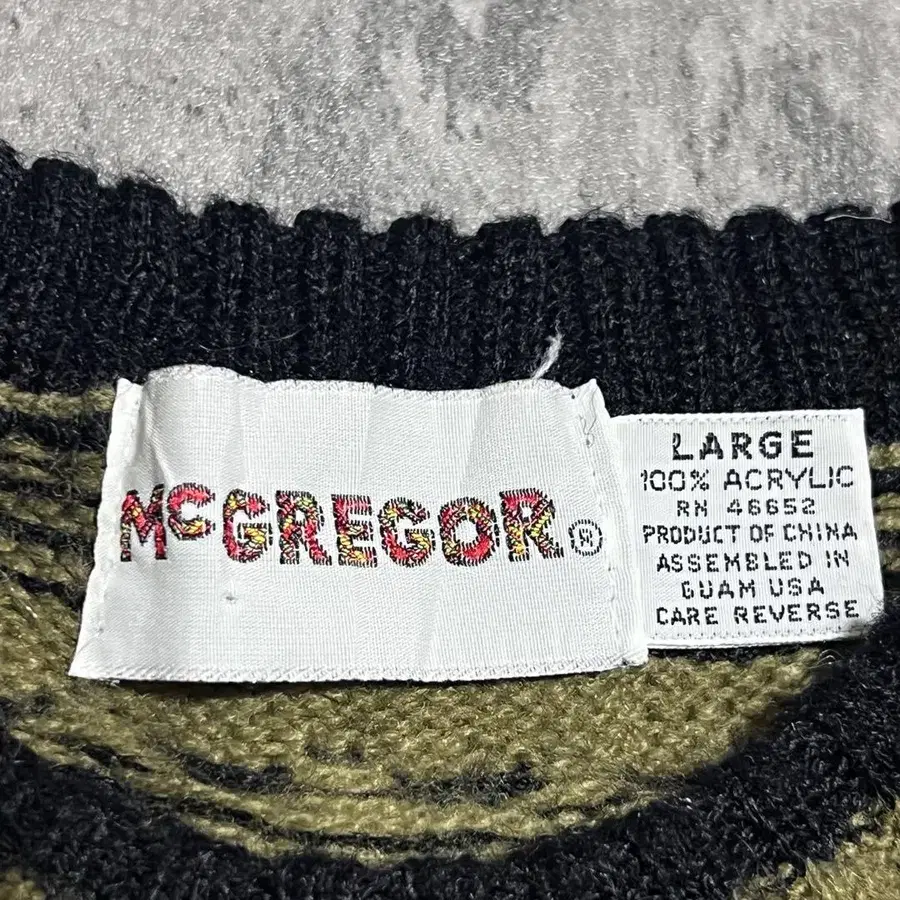 McGREGOR®
LARGE
100% ACRYLIC
RN 46652
PRODUCT OF CHINA
ASSEMBLED IN
GUAM USA
CARE REVERSE